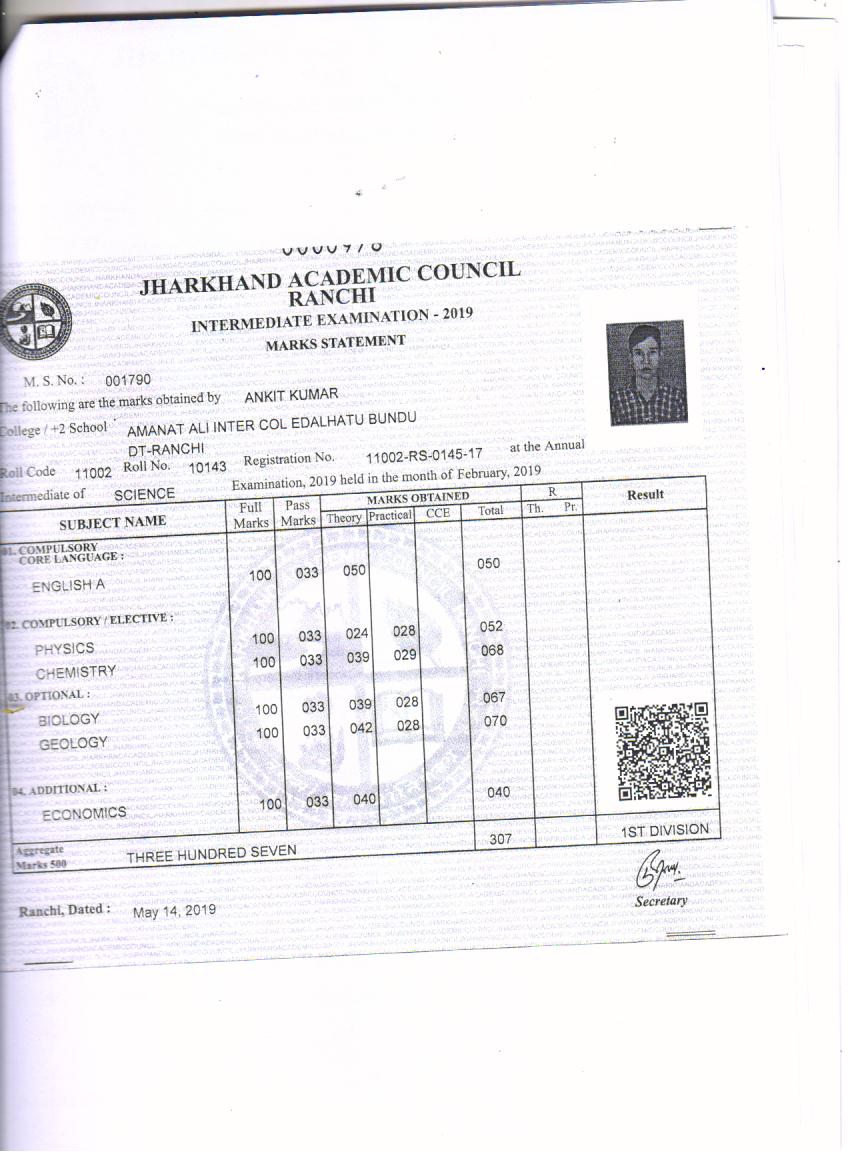 0000978
JHARKHAND ACADEMIC COUNCIL
RANCHI
INTERMEDIATE EXAMINATION - 2019
MARKS STATEMENT
M. S. No. : 001790
The following are the marks obtained by ANKIT KUMAR
College / +2 School AMANAT ALI INTER COL EDALHATU BUNDU
DT-RANCHI
Roll Code 11002 Roll No. 10143 Registration No. 11002-RS-0145-17 at the Annual
Intermediate of SCIENCE Examination, 2019 held in the month of February, 2019
SUBJECT NAME Full Marks Pass Marks MARKS OBTAINED R Result
Theory Practical CCE Total Th. Pr.
01. COMPULSORY
CORE LANGUAGE :
ENGLISH A 100 033 050 050
02. COMPULSORY / ELECTIVE :
PHYSICS 100 033 024 028 052
CHEMISTRY 100 033 039 029 068
03. OPTIONAL :
BIOLOGY 100 033 039 028 067
GEOLOGY 100 033 042 028 070
04. ADDITIONAL :
ECONOMICS 100 033 040 040
Aggregate
Marks 500 THREE HUNDRED SEVEN 307 1ST DIVISION
Ranchi, Dated : May 14, 2019
Secretary